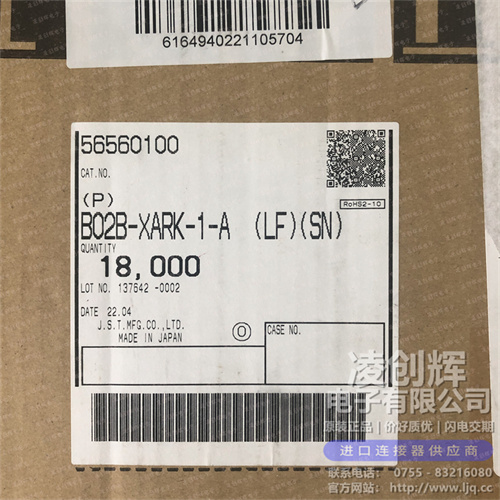 6164940221105704
56560100
CAT.NO.
(P)
RoHS2-10
B02B-XARK-1-A (LF)(SN)
QUANTITY
18,000
LOT NO. 137642 -0002
DATE 22.04
J.S.T.MFG.CO.,LTD.
MADE IN JAPAN
O
CASE NO.
凌创辉
电子有限公司
原装正品 | 价好质优 | 闪电交期
进口连接器供应商
联系电话: 0755 - 83216080
官方网站: http://www.ljq.cc